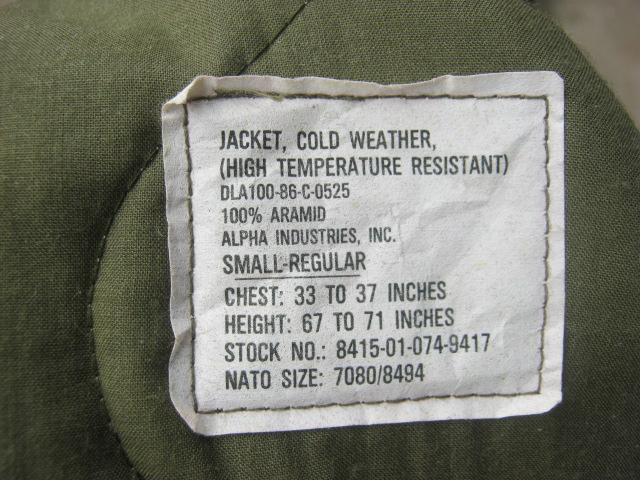 JACKET, COLD WEATHER,
(HIGH TEMPERATURE RESISTANT)
DLA100-86-C-0525
100% ARAMID
ALPHA INDUSTRIES, INC.
SMALL-REGULAR
CHEST: 33 TO 37 INCHES
HEIGHT: 67 TO 71 INCHES
STOCK NO.: 8415-01-074-9417
NATO SIZE: 7080/8494